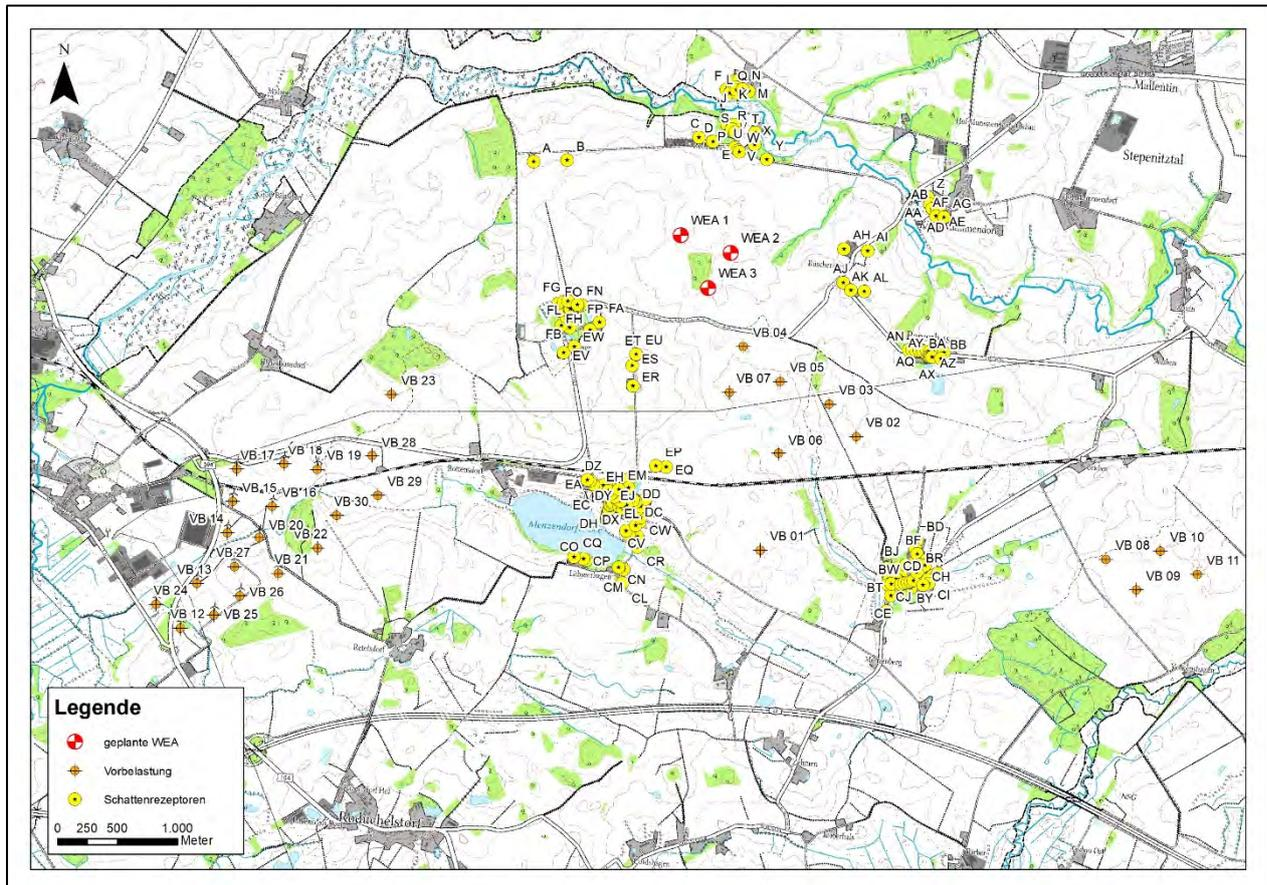 N
F
L
Q
N
J
K
M
Mallentin
S
R
T
C
D
P
U
W
X
E
V
Y
A
B
Stepenitztal
Z
AB
AF
AG
AA
AE
AD
WEA 1
WEA 2
WEA 3
AH
AI
AJ
AK
AL
FG
FO
FN
FL
FP
FA
FH
FB
EW
EV
ET
EU
ES
ER
VB 04
AN
AY
BA
BB
AQ
AZ
AX
VB 05
VB 07
VB 03
VB 23
VB 02
VB 06
VB 28
VB 17
VB 18
VB 19
EP
EQ
DZ
EA
EH
EM
VB 29
VB 15
VB 16
VB 30
DY
EJ
DD
EC
EL
DC
DH
DX
CW
VB 14
VB 20
VB 22
Menzendorf
CV
CQ
CO
CP
CR
CN
CM
CL
VB 01
BD
BF
BJ
BR
CD
BW
CH
BT
CJ
BY
CI
CE
VB 08
VB 10
VB 11
VB 09
VB 27
VB 21
VB 13
VB 26
VB 24
VB 25
VB 12
Retelsdorf
Lübsee
NSG
Legende
geplante WEA
Vorbelastung
Schattenrezeptoren
0 250 500 1.000
Meter